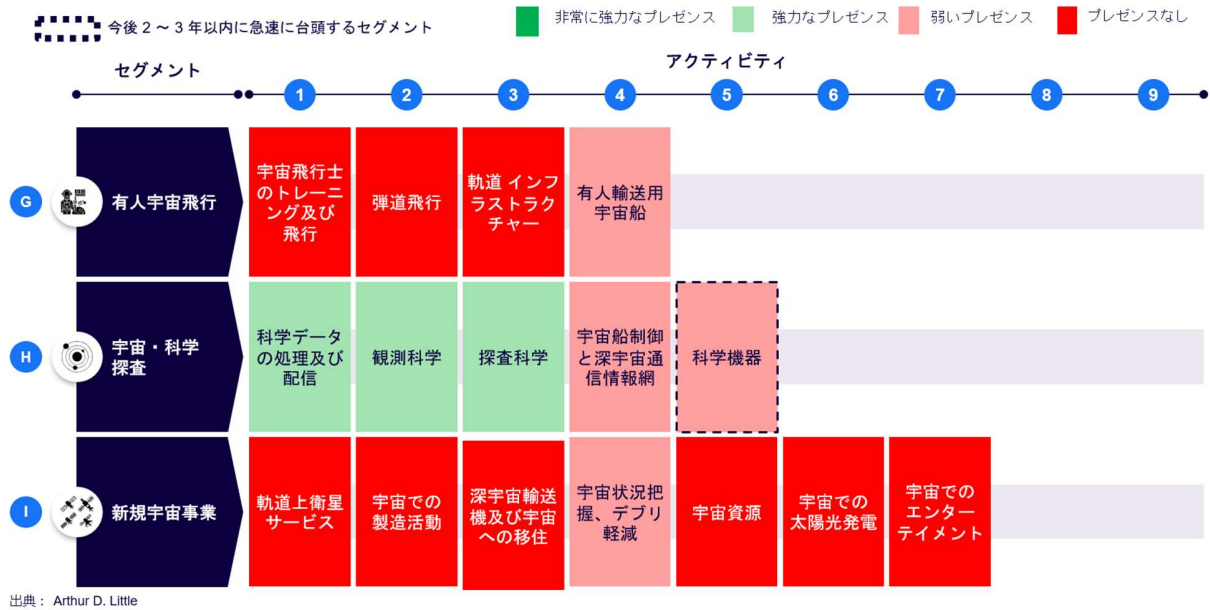 今後2～3年以内に急速に台頭するセグメント
非常に強力なプレゼンス
強力なプレゼンス
弱いプレゼンス
プレゼンスなし
セグメント
アクティビティ
1
2
3
4
5
6
7
8
9
G
有人宇宙飛行
宇宙飛行士
のトレーニ
ング及び
飛行
弾道飛行
軌道 インフ
ラストラク
チャー
有人輸送用
宇宙船
H
宇宙・科学
探査
科学データ
の処理及び
配信
観測科学
探査科学
宇宙船制御
と深宇宙通
信情報網
科学機器
I
新規宇宙事業
軌道上衛星
サービス
宇宙での
製造活動
深宇宙輸送
機及び宇宙
への移住
宇宙状況把
握、デブリ
軽減
宇宙資源
宇宙での
太陽光発電
宇宙での
エンター
テイメント
出典： Arthur D. Little